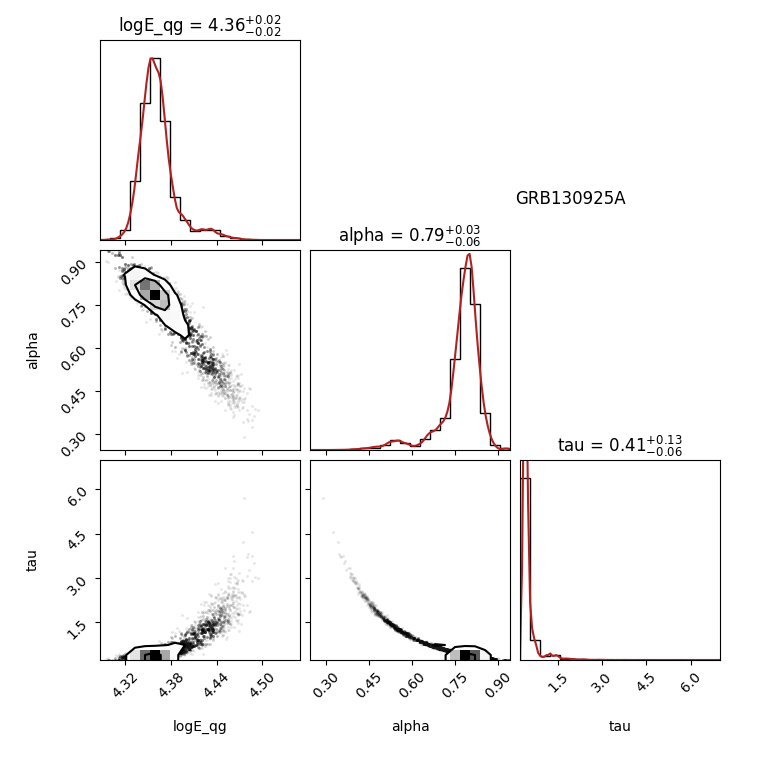 logE_qg = 4.36+0.02 −0.02
GRB130925A
alpha = 0.79+0.03 −0.06
0.90
0.75
0.60
0.45
0.30
alpha
tau = 0.41+0.13 −0.06
6.0
4.5
3.0
1.5
tau
4.32 4.38 4.44 4.50
0.30 0.45 0.60 0.75 0.90
1.5 3.0 4.5 6.0
logE_qg alpha tau